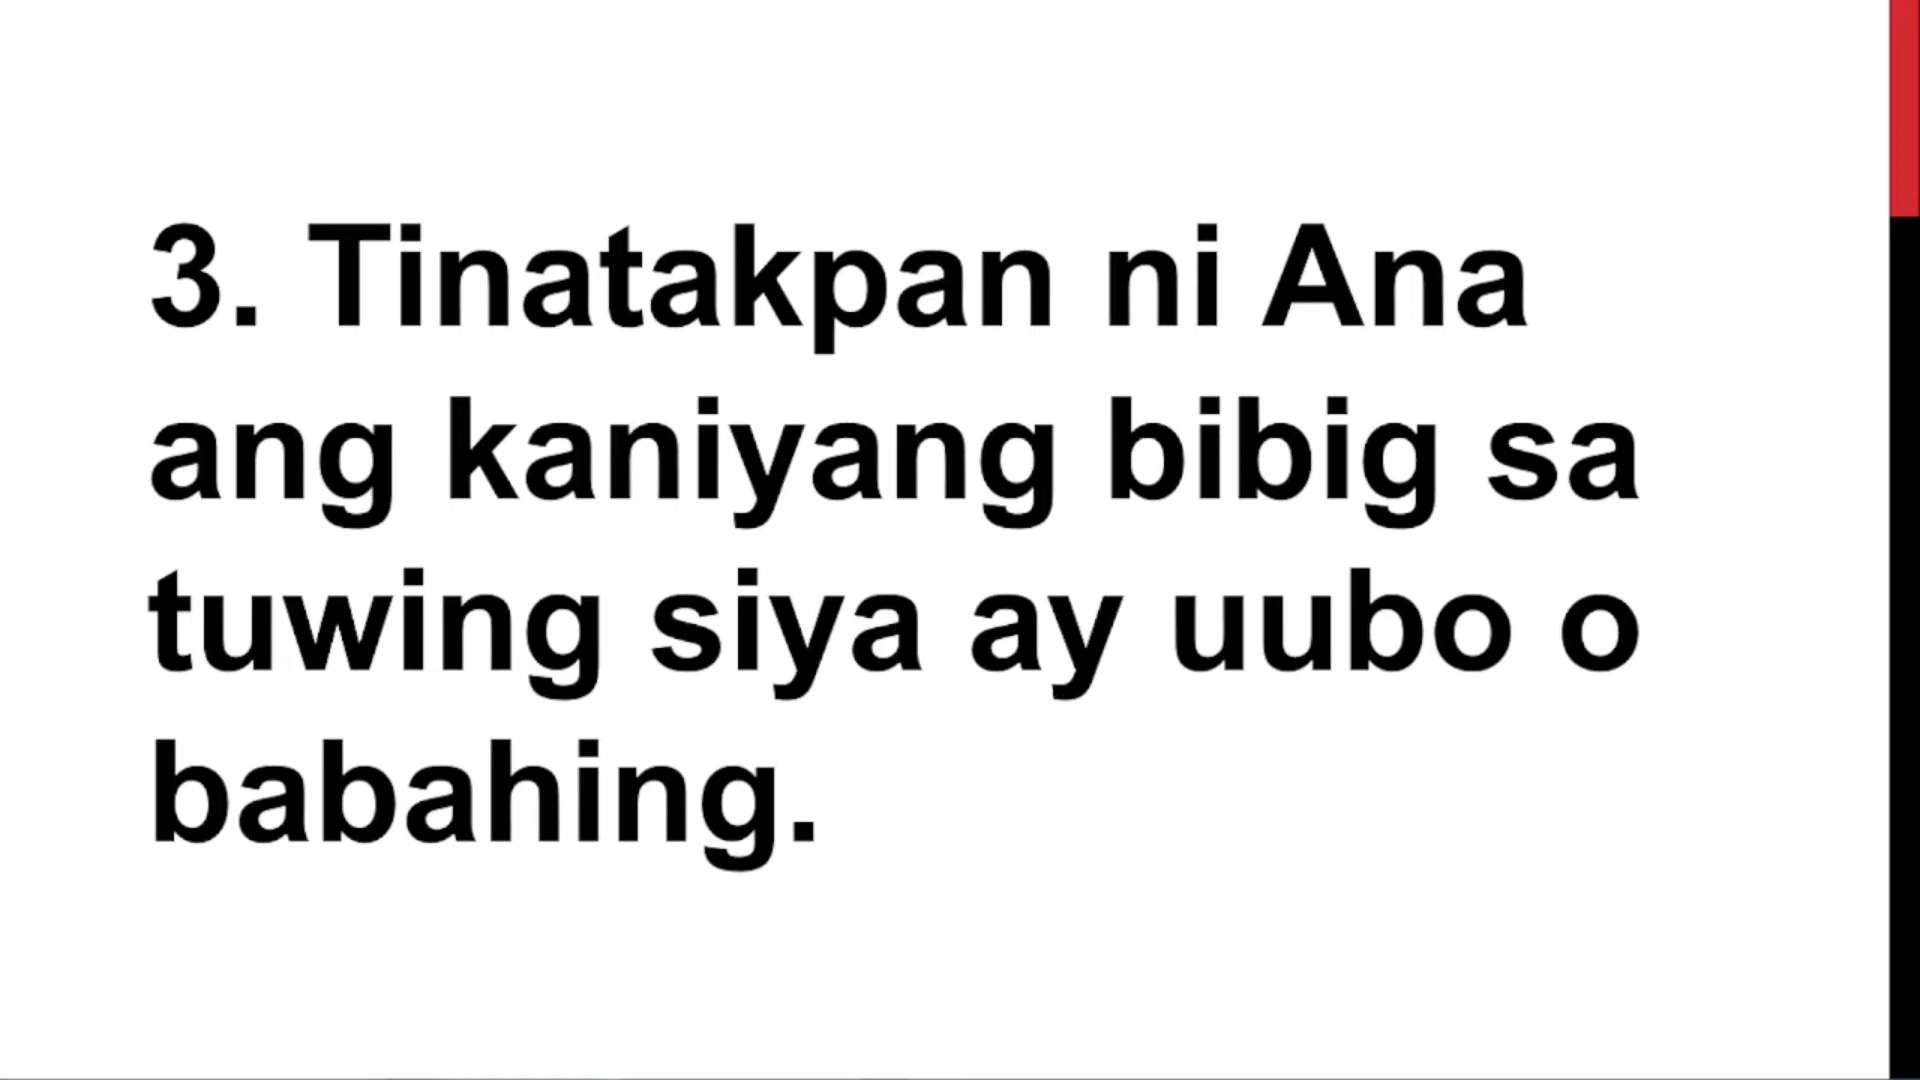 3. Tinatakpan ni Ana
ang kaniyang bibig sa
tuwing siya ay uubo o
babahing.